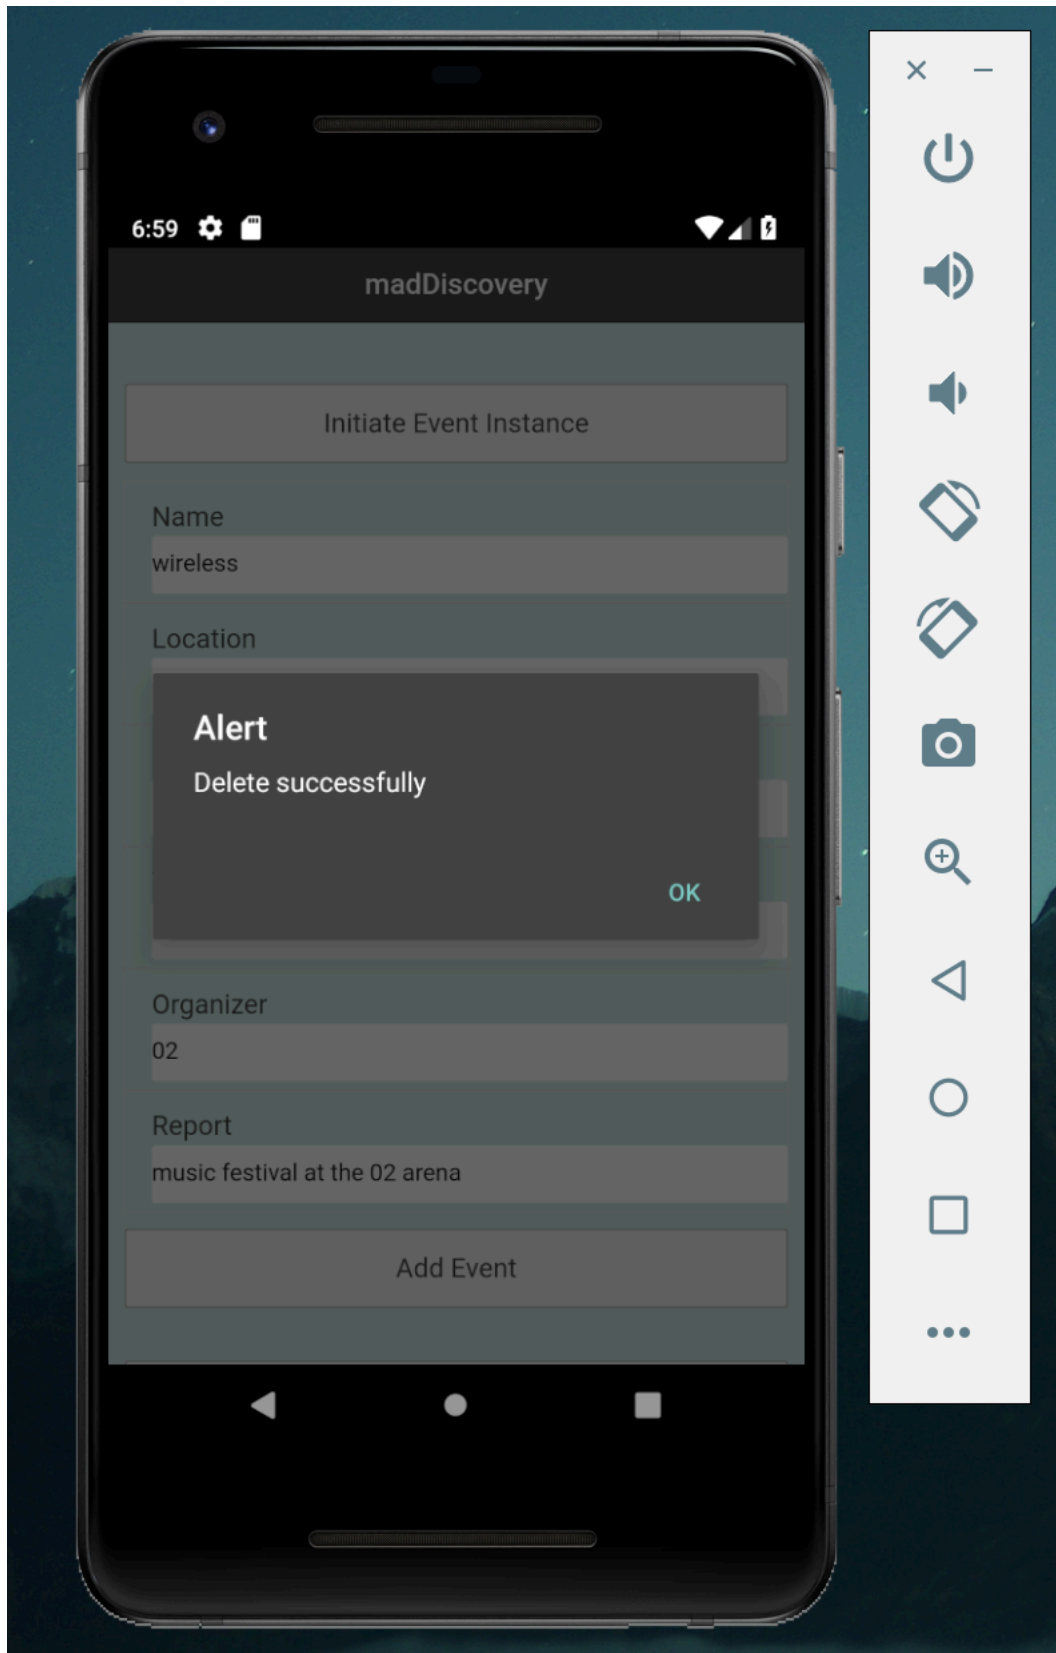 6:59
madDiscovery
Initiate Event Instance
Name
wireless
Location
Alert
Delete successfully
OK
Organizer
02
Report
music festival at the 02 arena
Add Event